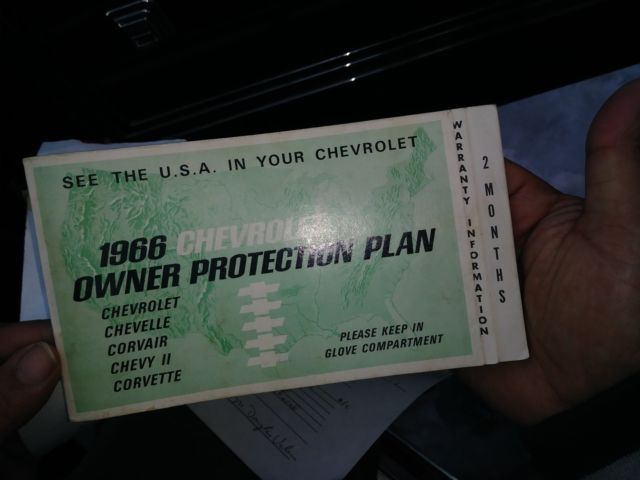 SEE THE U.S.A. IN YOUR CHEVROLET
1966 CHEVROLET
OWNER PROTECTION PLAN
CHEVROLET
CHEVELLE
CORVAIR
CHEVY II
CORVETTE
PLEASE KEEP IN
GLOVE COMPARTMENT
WARRANTY INFORMATION
2 MONTHS